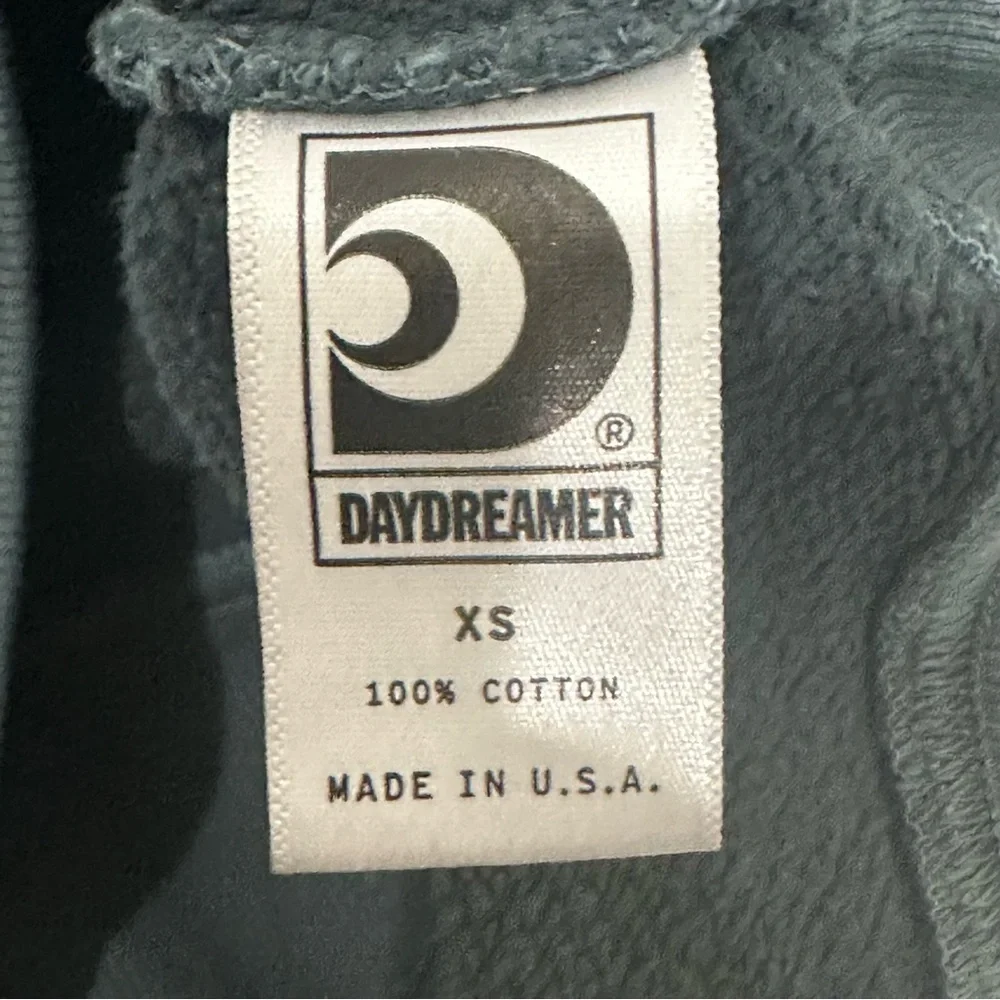 ®
DAYDREAMER
XS
100% COTTON
MADE IN U.S.A.